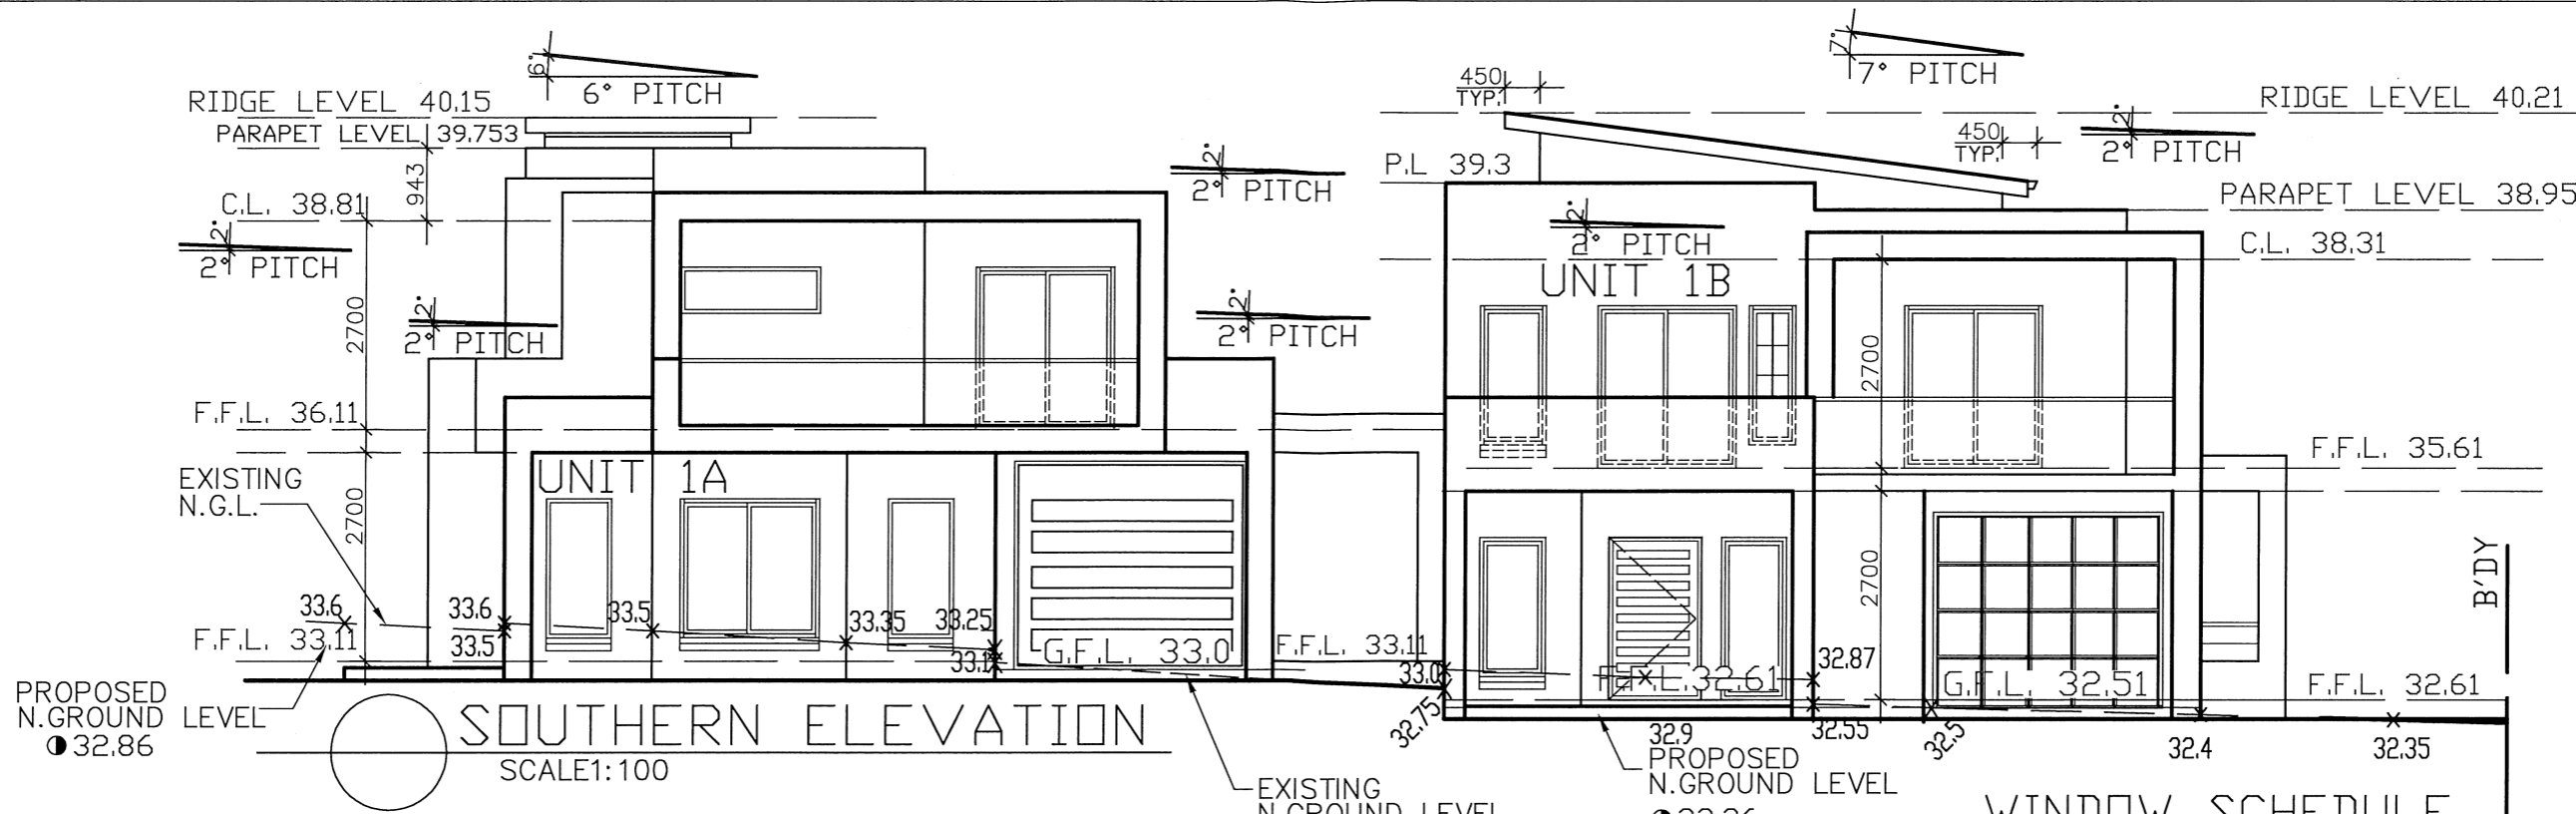 6°
6° PITCH
RIDGE LEVEL 40.15
PARAPET LEVEL 39.753
943
C.L. 38.81
2°
2° PITCH
2°
2° PITCH
2700
2°
2° PITCH
2°
2° PITCH
F.F.L. 36.11
EXISTING
N.G.L.
2700
UNIT 1A
33.6
33.6
33.5
33.5
33.35
33.25
33.1
G.F.L. 33.0
F.F.L. 33.11
PROPOSED
N.GROUND LEVEL
32.86
SOUTHERN ELEVATION
SCALE1:100
EXISTING
N.GROUND LEVEL
7°
7° PITCH
450
TYP.
RIDGE LEVEL 40.21
450
TYP.
2°
2° PITCH
P.L 39.3
PARAPET LEVEL 38.95
2°
2° PITCH
C.L. 38.31
UNIT 1B
2700
F.F.L. 35.61
2700
B'DY
F.F.L. 33.11
33.0
32.75
F.F.L. 32.61
32.87
G.F.L. 32.51
F.F.L. 32.61
32.9
32.55
32.5
32.4
32.35
PROPOSED
N.GROUND LEVEL
WINDOW SCHEDULE